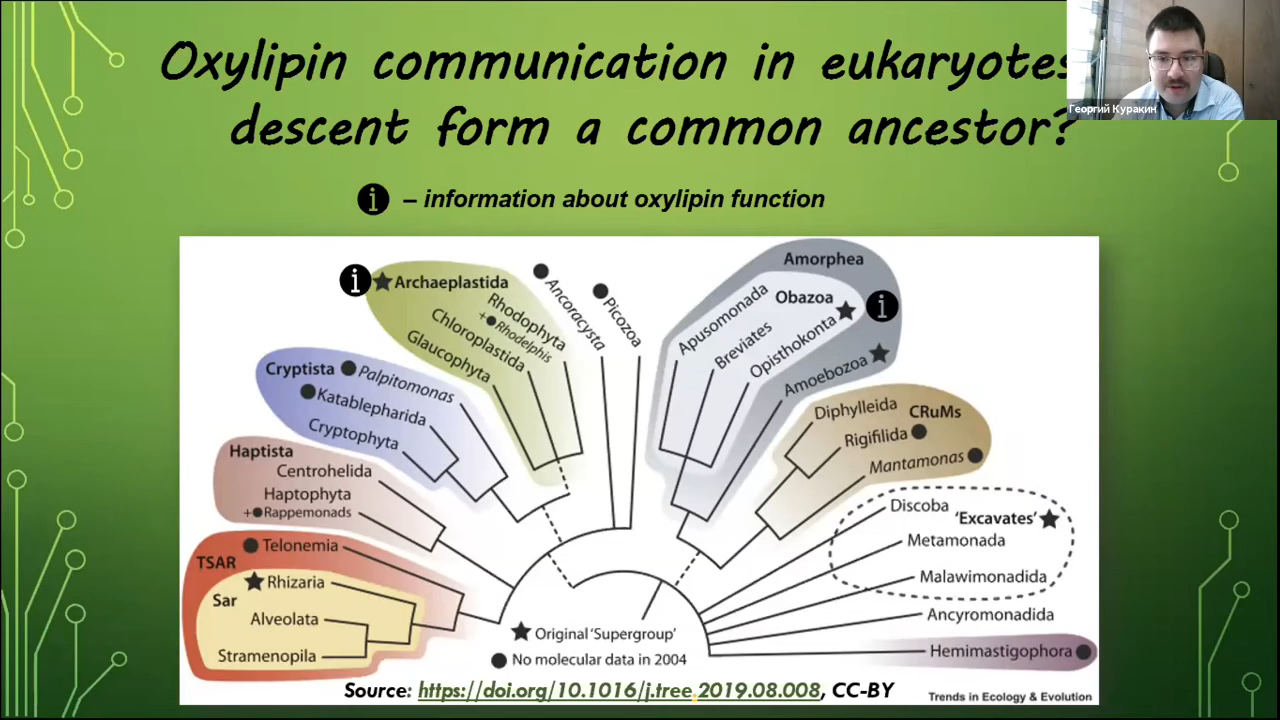 Oxylipin communication in eukaryotes
descent form a common ancestor?
Георгий Куракин
i – information about oxylipin function
Amorphea
Obazoa
Apusomonada
Breviates
Opisthokonta
Amoebozoa
i
i
Archaeplastida
Rhodophyta
+ Rhodelphis
Chloroplastida
Glaucophyta
Ancoracysta
Picozoa
Cryptista
Palpitomonas
Katablepharida
Cryptophyta
Diphylleida
CRuMs
Rigifilida
Mantamonas
Haptista
Centrohelida
Haptophyta
+ Rappemonads
Discoba
'Excavates'
Metamonada
Malawimonadida
Ancyromonadida
Hemimastigophora
TSAR
Telonemia
Rhizaria
Sar
Alveolata
Stramenopila
Original 'Supergroup'
No molecular data in 2004
Source: https://doi.org/10.1016/j.tree.2019.08.008, CC-BY
Trends in Ecology & Evolution